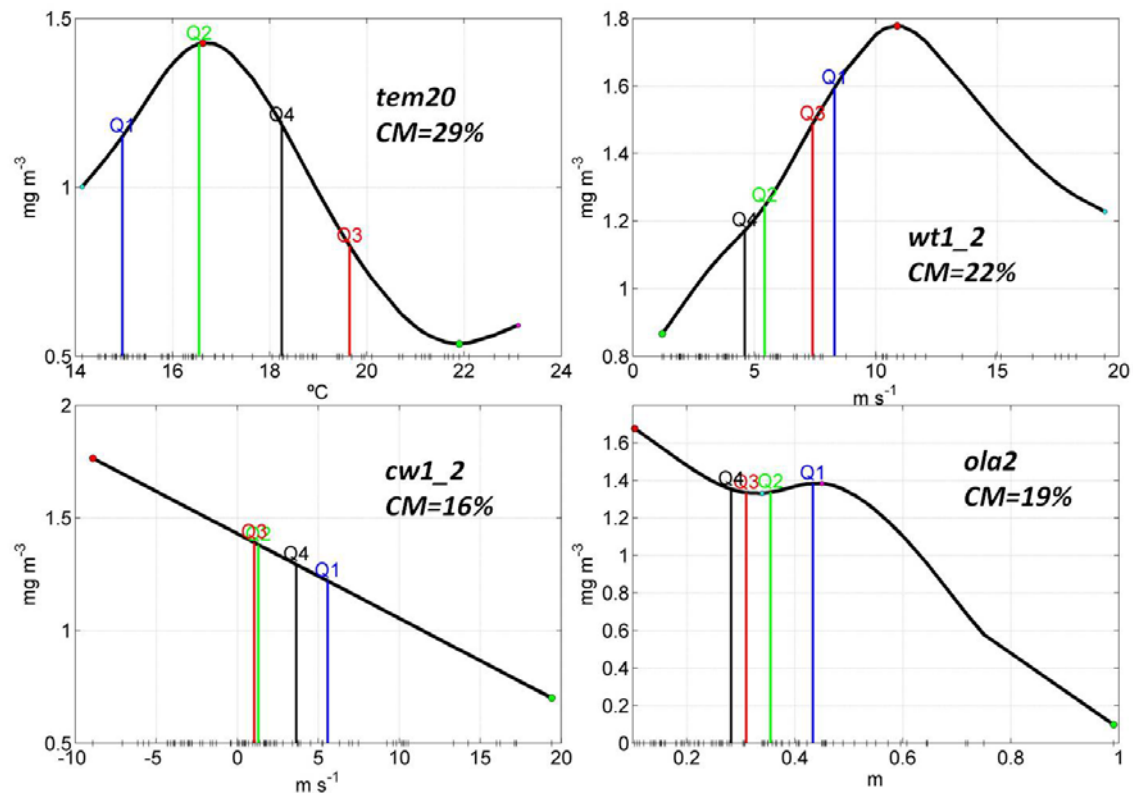 1.5
1
0.5
mg m⁻³
Q1
Q2
Q4
Q3
tem20
CM=29%
14 16 18 20 22 24
ºC
1.8
1.6
1.4
1.2
1
0.8
mg m⁻³
Q4
Q2
Q3
Q1
wt1_2
CM=22%
0 5 10 15 20
m s⁻¹
2
1.5
1
0.5
mg m⁻³
Q3
Q2
Q4
Q1
cw1_2
CM=16%
-10 -5 0 5 10 15 20
m s⁻¹
1.6
1.4
1.2
1
0.8
0.6
0.4
0.2
0
mg m⁻³
Q4
Q3
Q2
Q1
ola2
CM=19%
0.2 0.4 0.6 0.8 1
m